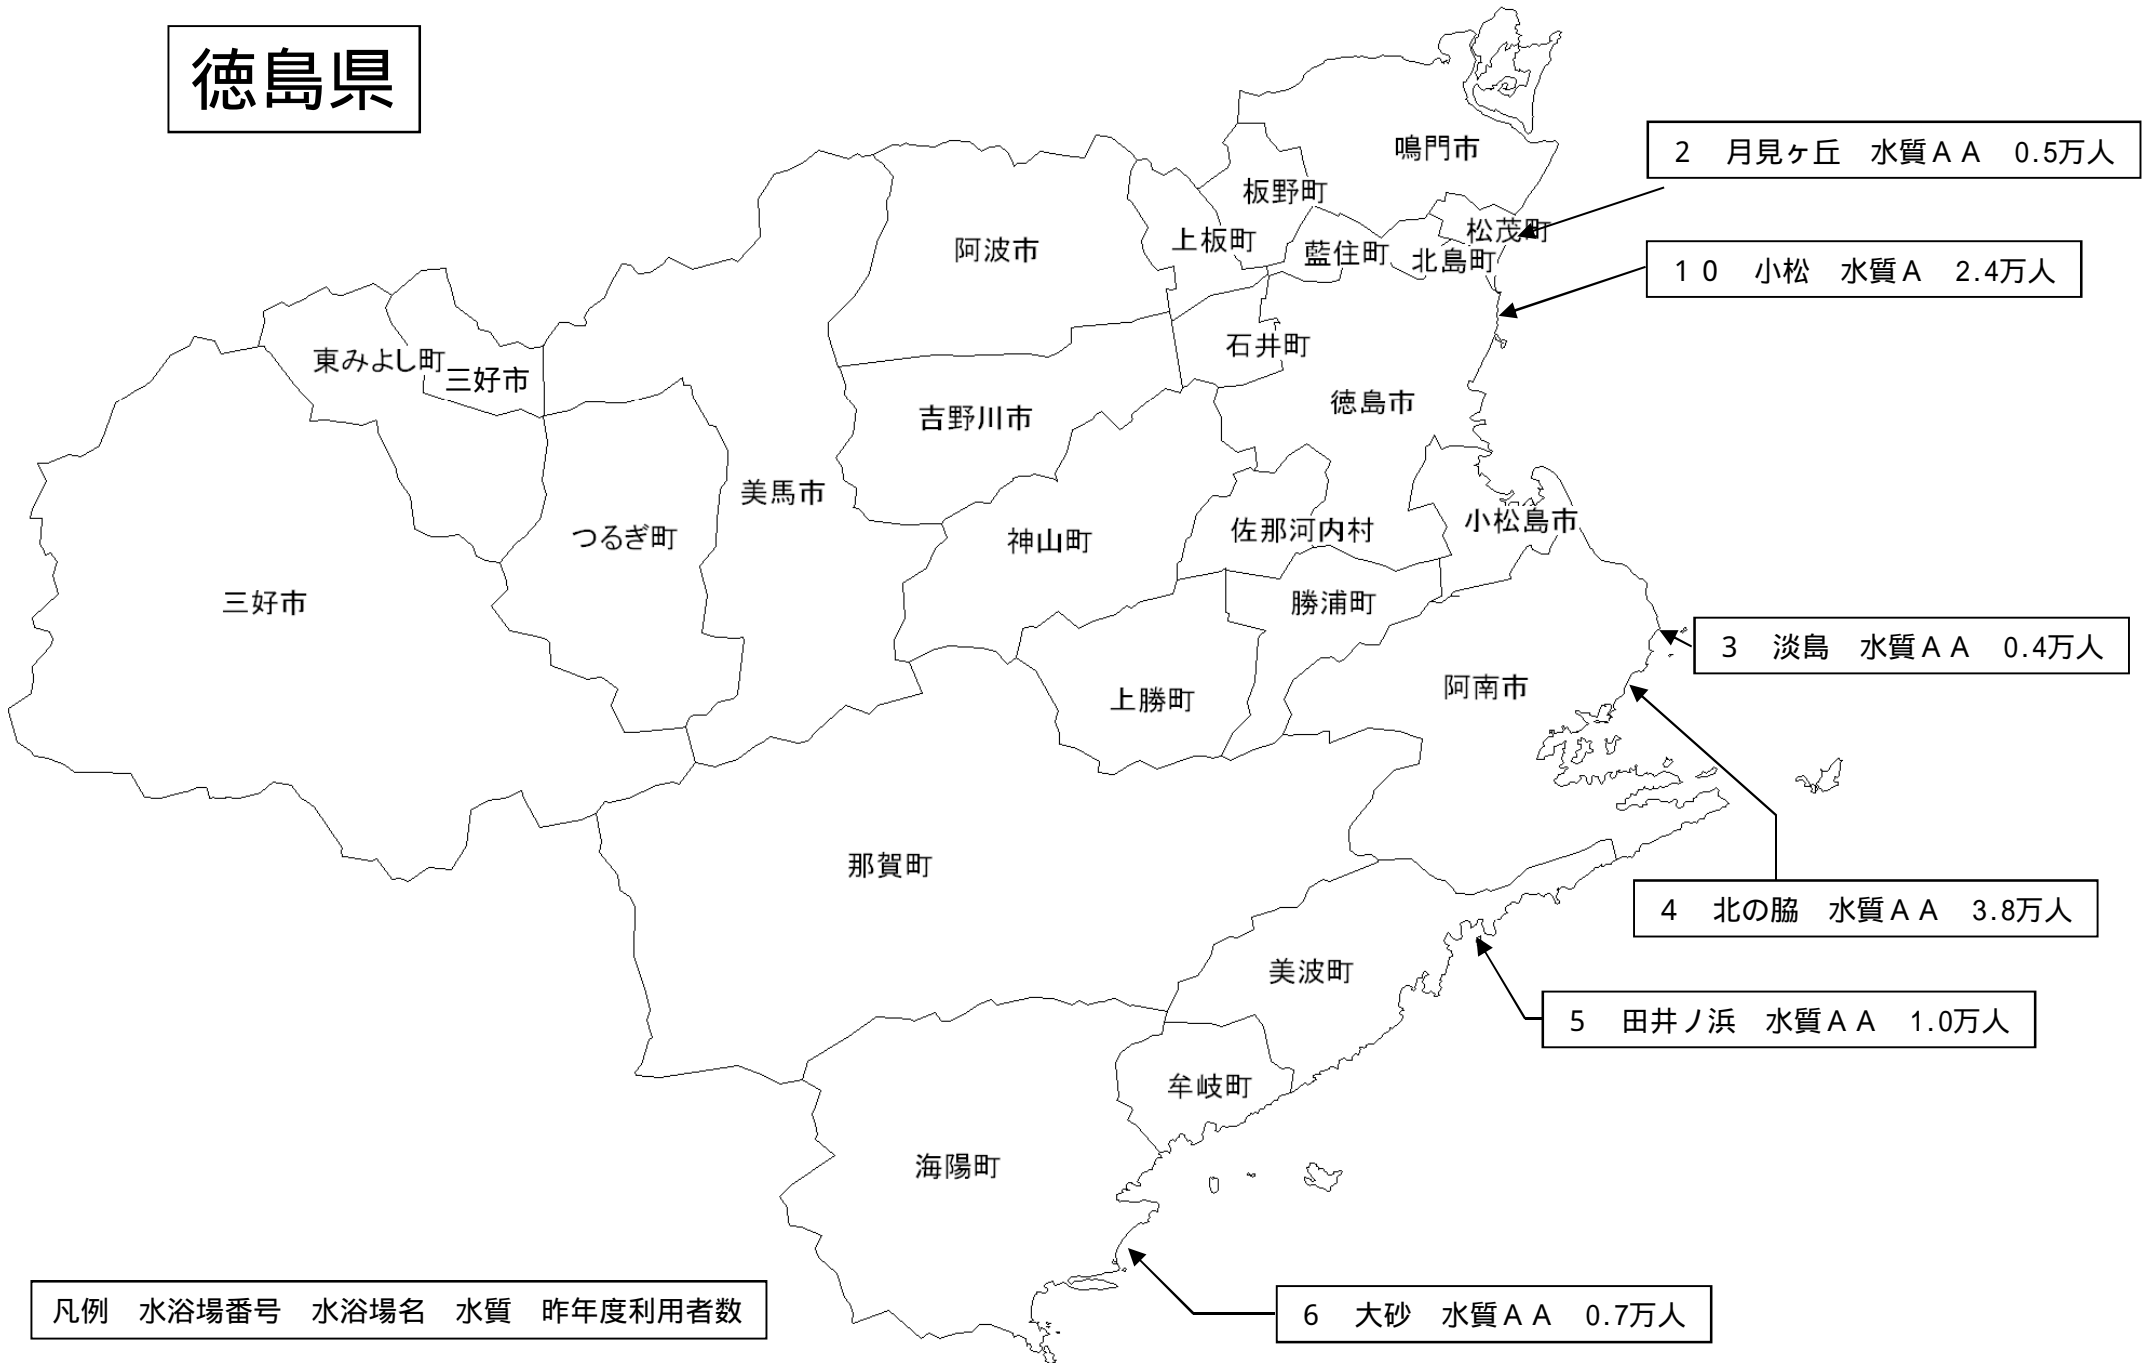 徳島県
鳴門市
2　月見ヶ丘　水質ＡＡ　0.5万人
板野町
松茂町
上板町
阿波市
藍住町
北島町
１０　小松　水質Ａ　2.4万人
石井町
東みよし町
三好市
徳島市
吉野川市
美馬市
小松島市
佐那河内村
つるぎ町
神山町
三好市
勝浦町
3　淡島　水質ＡＡ　0.4万人
阿南市
上勝町
那賀町
4　北の脇　水質ＡＡ　3.8万人
美波町
5　田井ノ浜　水質ＡＡ　1.0万人
牟岐町
海陽町
凡例　水浴場番号　水浴場名　水質　昨年度利用者数
6　大砂　水質ＡＡ　0.7万人